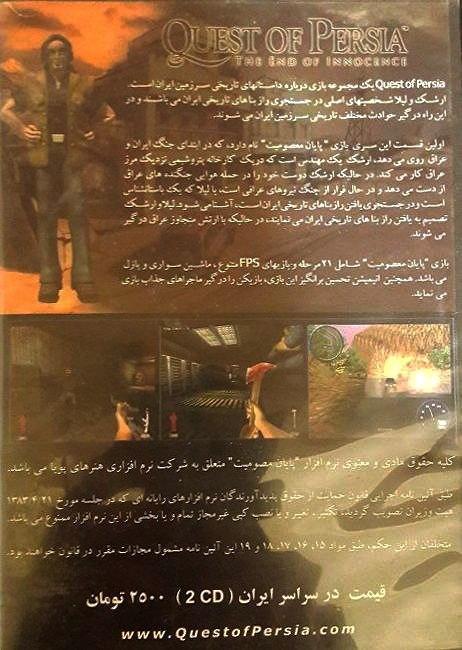 QUEST OF PERSIA
THE END OF INNOCENCE
Quest of Persia یک مجموعه بازی درباره داستانهای تاریخی سرزمین ایران است.
ارشک و لیلا شخصیتهای اصلی در جستجوی راز بناهای تاریخی ایران می باشند و در
این راه درگیر حوادث مختلف تاریخی سرزمین ایران می شوند.
اولین قسمت این سری بازی "پایان معصومیت" نام دارد، که در ابتدای جنگ ایران و
عراق روی می دهد. ارشک یک مهندس است که در یک کارخانه پتروشیمی نزدیک مرز
عراق کار می کند. در حالیکه ارشک دوست خود را در حمله هوایی جنگنده های عراق
از دست می دهد و در حال فرار از چنگ نیروهای عراقی است، با لیلا که یک باستانشناس
است و در جستجوی یافتن راز بناهای تاریخی ایران است، آشنا می شود. لیلا و ارشک
تصمیم به یافتن راز بنا های تاریخی ایران می نمایند، در حالیکه با ارتش متجاوز عراق درگیر
می شوند.
بازی "پایان معصومیت" شامل ۲۱ مرحله و بازیهای FPS متنوع، ماشین سواری و پازل
می باشد. همچنین انیمیشن تحسین برانگیز این بازی، بازیکن را درگیر ماجراهای جذاب بازی
می نماید.
کلیه حقوق مادی و معنوی نرم افزار "پایان معصومیت" متعلق به شرکت نرم افزاری هنرهای پویا می باشد.
طبق آئین نامه اجرایی قانون حمایت از حقوق پدیدآورندگان نرم افزارهای رایانه ای که در جلسه مورخ ۱۳۸۳/۴/۲۱
هیئت وزیران تصویب گردید، تکثیر، تغییر و یا نصب کپی غیرمجاز تمام و یا بخشی از این نرم افزار ممنوع می باشد.
متخلفان از این حکم، طبق مواد ۱۵، ۱۶، ۱۷، ۱۸ و ۱۹ این آئین نامه مشمول مجازات مقرر در قانون خواهند بود.
قیمت در سراسر ایران ( 2 CD ) ۲۵۰۰ تومان
www.QuestofPersia.com